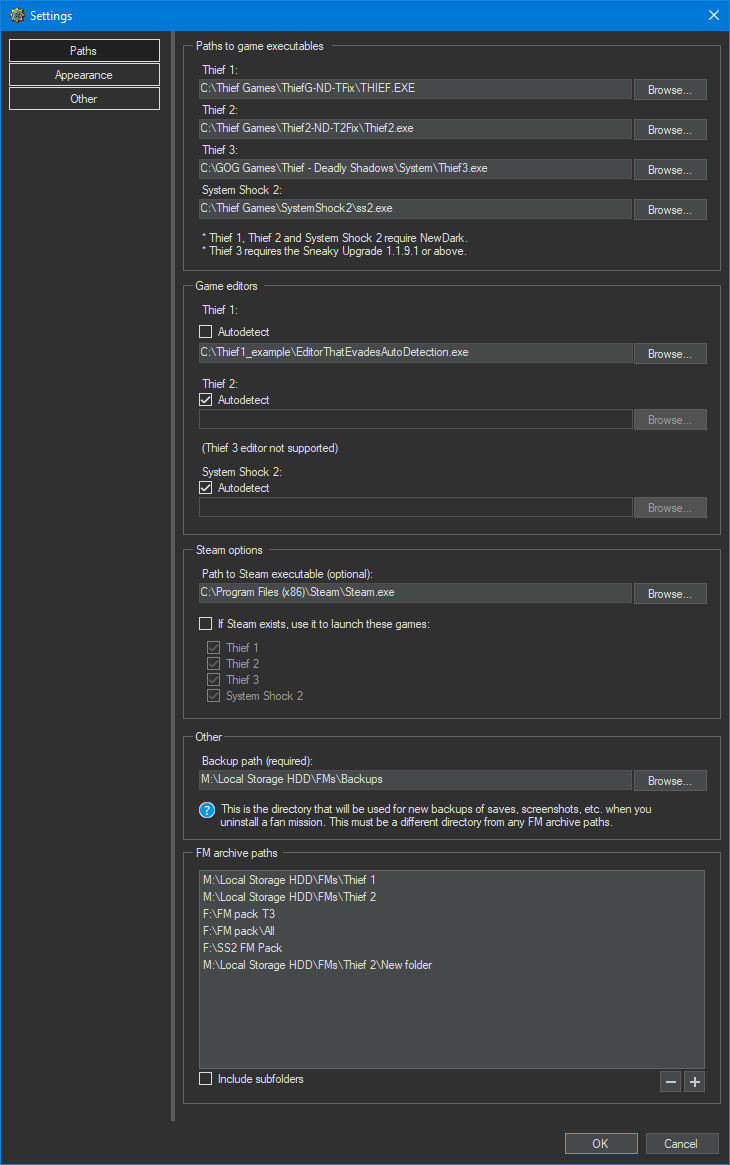 Settings
Paths
Appearance
Other
Paths to game executables
Thief 1:
C:\Thief Games\ThiefG-ND-TFix\THIEF.EXE
Browse...
Thief 2:
C:\Thief Games\Thief2-ND-T2Fix\Thief2.exe
Browse...
Thief 3:
C:\GOG Games\Thief - Deadly Shadows\System\Thief3.exe
Browse...
System Shock 2:
C:\Thief Games\SystemShock2\ss2.exe
Browse...
* Thief 1, Thief 2 and System Shock 2 require NewDark.
* Thief 3 requires the Sneaky Upgrade 1.1.9.1 or above.
Game editors
Thief 1:
Autodetect
C:\Thief1_example\EditorThatEvadesAutoDetection.exe
Browse...
Thief 2:
Autodetect
Browse...
(Thief 3 editor not supported)
System Shock 2:
Autodetect
Browse...
Steam options
Path to Steam executable (optional):
C:\Program Files (x86)\Steam\Steam.exe
Browse...
If Steam exists, use it to launch these games:
Thief 1
Thief 2
Thief 3
System Shock 2
Other
Backup path (required):
M:\Local Storage HDD\FMs\Backups
Browse...
? This is the directory that will be used for new backups of saves, screenshots, etc. when you
uninstall a fan mission. This must be a different directory from any FM archive paths.
FM archive paths
M:\Local Storage HDD\FMs\Thief 1
M:\Local Storage HDD\FMs\Thief 2
F:\FM pack T3
F:\FM pack\All
F:\SS2 FM Pack
M:\Local Storage HDD\FMs\Thief 2\New folder
Include subfolders
OK
Cancel